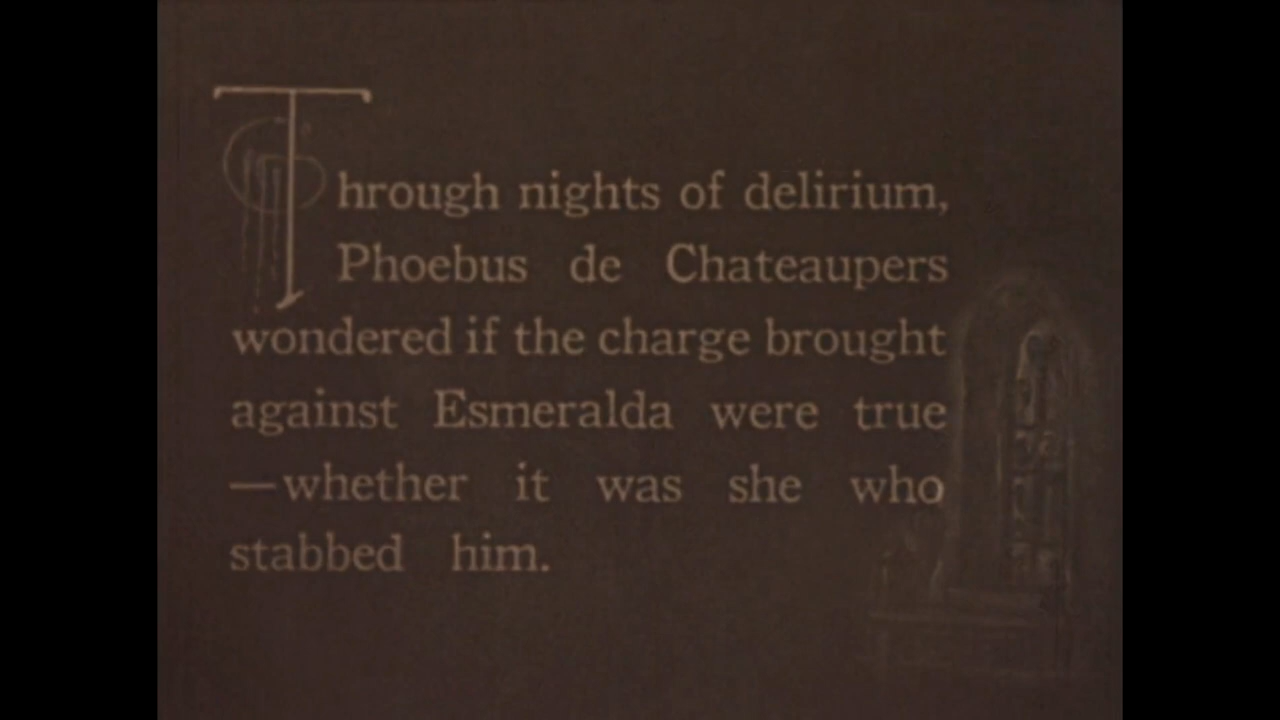 Through nights of delirium,
Phoebus de Chateaupers
wondered if the charge brought
against Esmeralda were true
—whether it was she who
stabbed him.